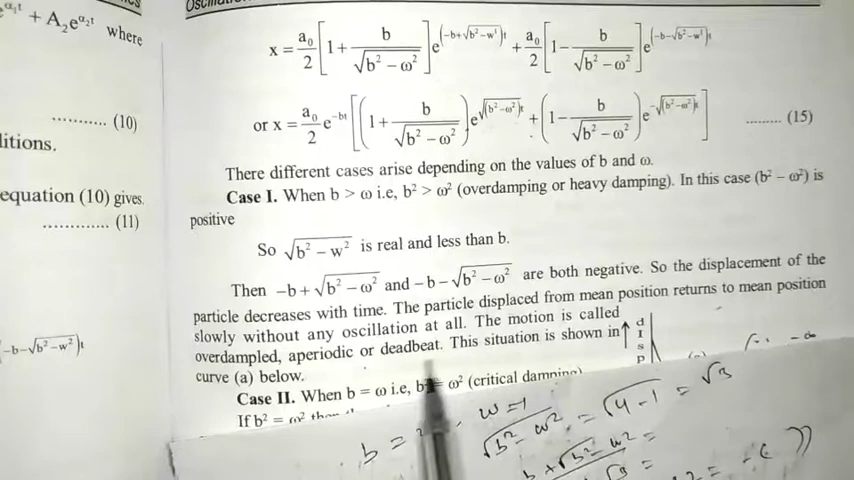 + A₂e^α₂t where
.......... (10)
litions.
equation (10) gives.
............. (11)
-b-√b²-w²)t
x = a₀/2 [1 + b/√b² - ω²] e^(-b+√b²-w²)t + a₀/2 [1 - b/√b² - ω²] e^(-b-√b²-w²)t
or x = a₀/2 e^-bt [(1 + b/√b² - ω²) e^√(b²-ω²)t + (1 - b/√b² - ω²) e^-√(b²-ω²)t] ......... (15)
There different cases arise depending on the values of b and ω.
Case I. When b > ω i.e, b² > ω² (overdamping or heavy damping). In this case (b² - ω²) is
positive
So √b² - w² is real and less than b.
Then -b + √b² - ω² and -b - √b² - ω² are both negative. So the displacement of the
particle decreases with time. The particle displaced from mean position returns to mean position
slowly without any oscillation at all. The motion is called
overdamped, aperiodic or deadbeat. This situation is shown in
curve (a) below.
d
I
s
p
Case II. When b = ω i.e, b² = ω² (critical damping)
If b² = ω²
b = w = 1
√b² - w² = √4 - 1 = √3
b + √b² - w² =
√3 =